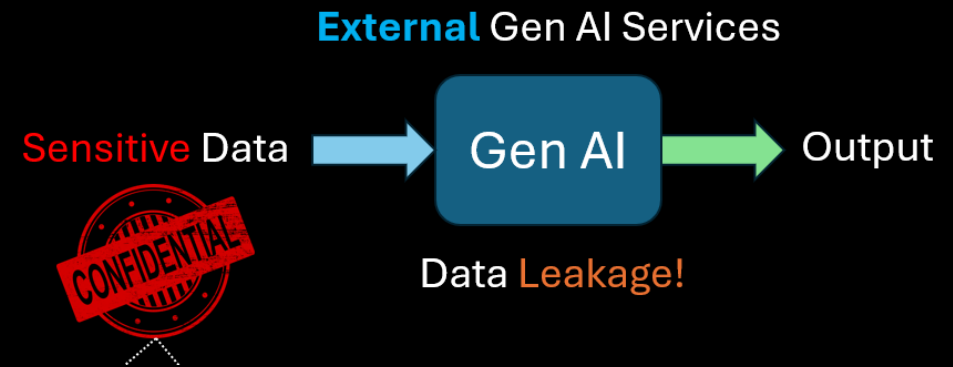 External Gen AI Services
Sensitive Data
Gen AI
Output
CONFIDENTIAL
Data Leakage!